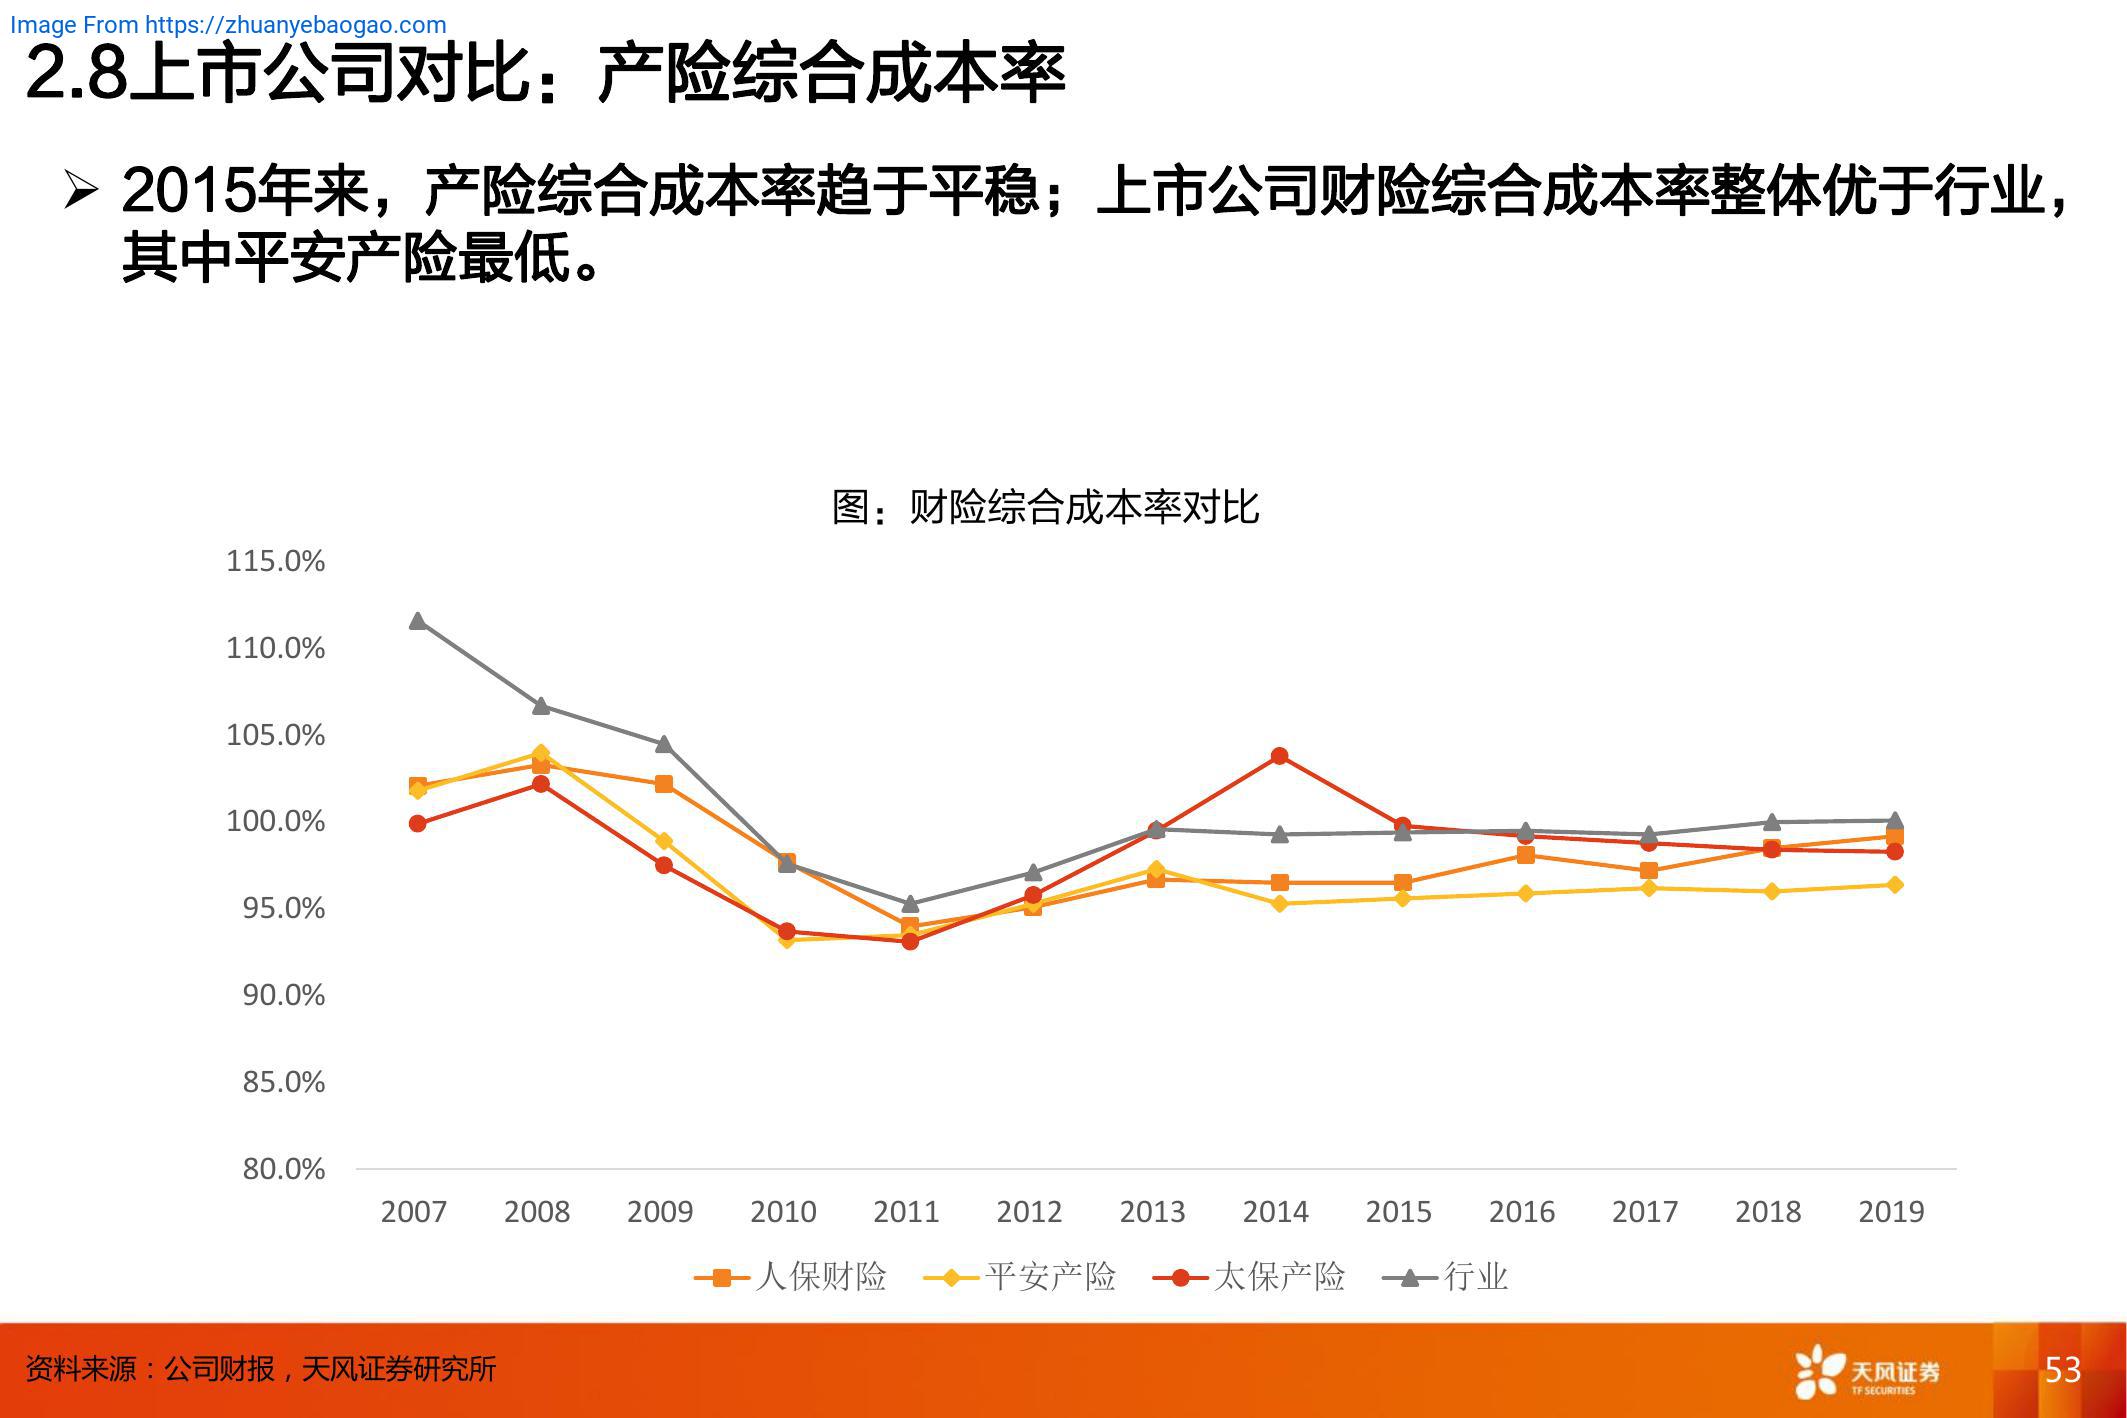 Image From https://zhuanyebaogao.com
2.8上市公司对比：产险综合成本率
➢ 2015年来，产险综合成本率趋于平稳；上市公司财险综合成本率整体优于行业，
其中平安产险最低。
图：财险综合成本率对比
115.0%
110.0%
105.0%
100.0%
95.0%
90.0%
85.0%
80.0%
2007 2008 2009 2010 2011 2012 2013 2014 2015 2016 2017 2018 2019
人保财险 平安产险 太保产险 行业
资料来源：公司财报，天风证券研究所
天风证券
TF SECURITIES
53